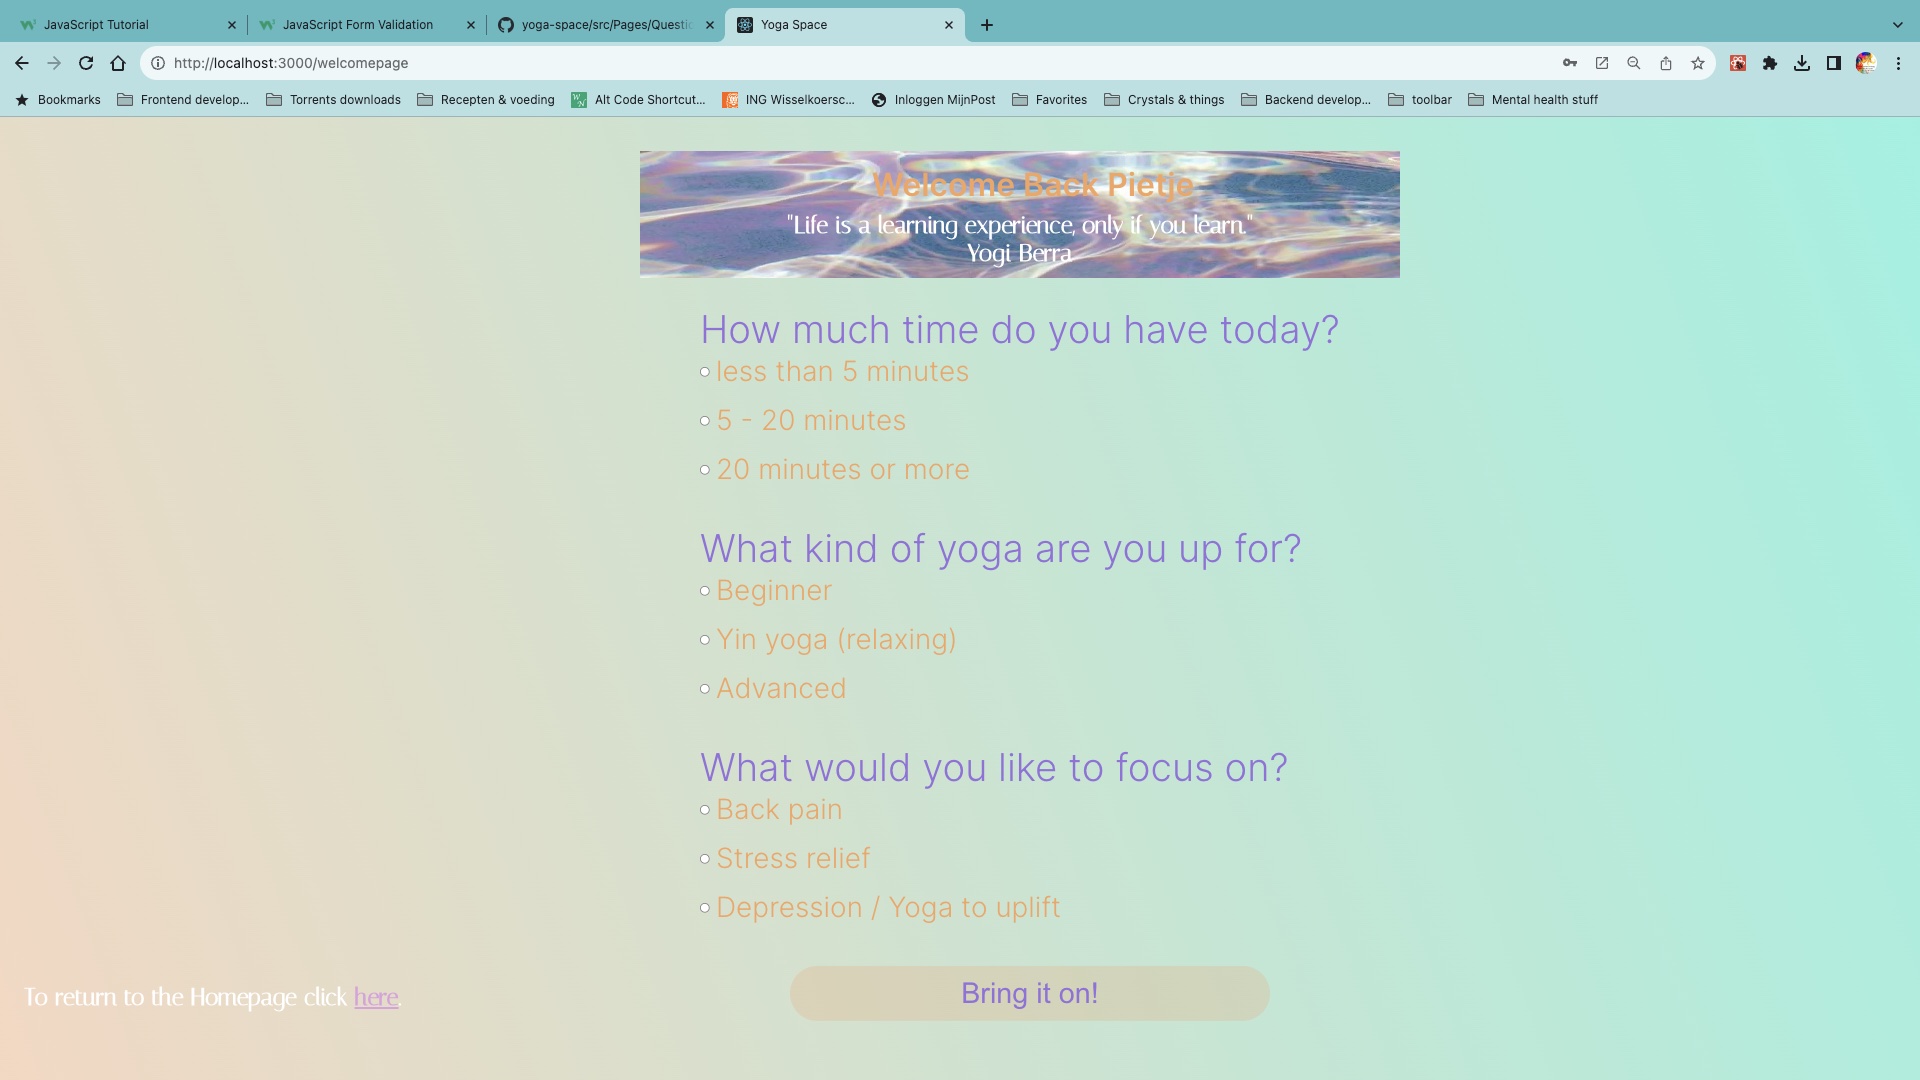 JavaScript Tutorial
JavaScript Form Validation
yoga-space/src/Pages/Questic
Yoga Space
http://localhost:3000/welcomepage
Bookmarks
Frontend develop...
Torrents downloads
Recepten & voeding
Alt Code Shortcut...
ING Wisselkoersc...
Inloggen MijnPost
Favorites
Crystals & things
Backend develop...
toolbar
Mental health stuff
Welcome Back Pietje
"Life is a learning experience, only if you learn."
Yogi Berra
How much time do you have today?
less than 5 minutes
5 - 20 minutes
20 minutes or more
What kind of yoga are you up for?
Beginner
Yin yoga (relaxing)
Advanced
What would you like to focus on?
Back pain
Stress relief
Depression / Yoga to uplift
Bring it on!
To return to the Homepage click here.